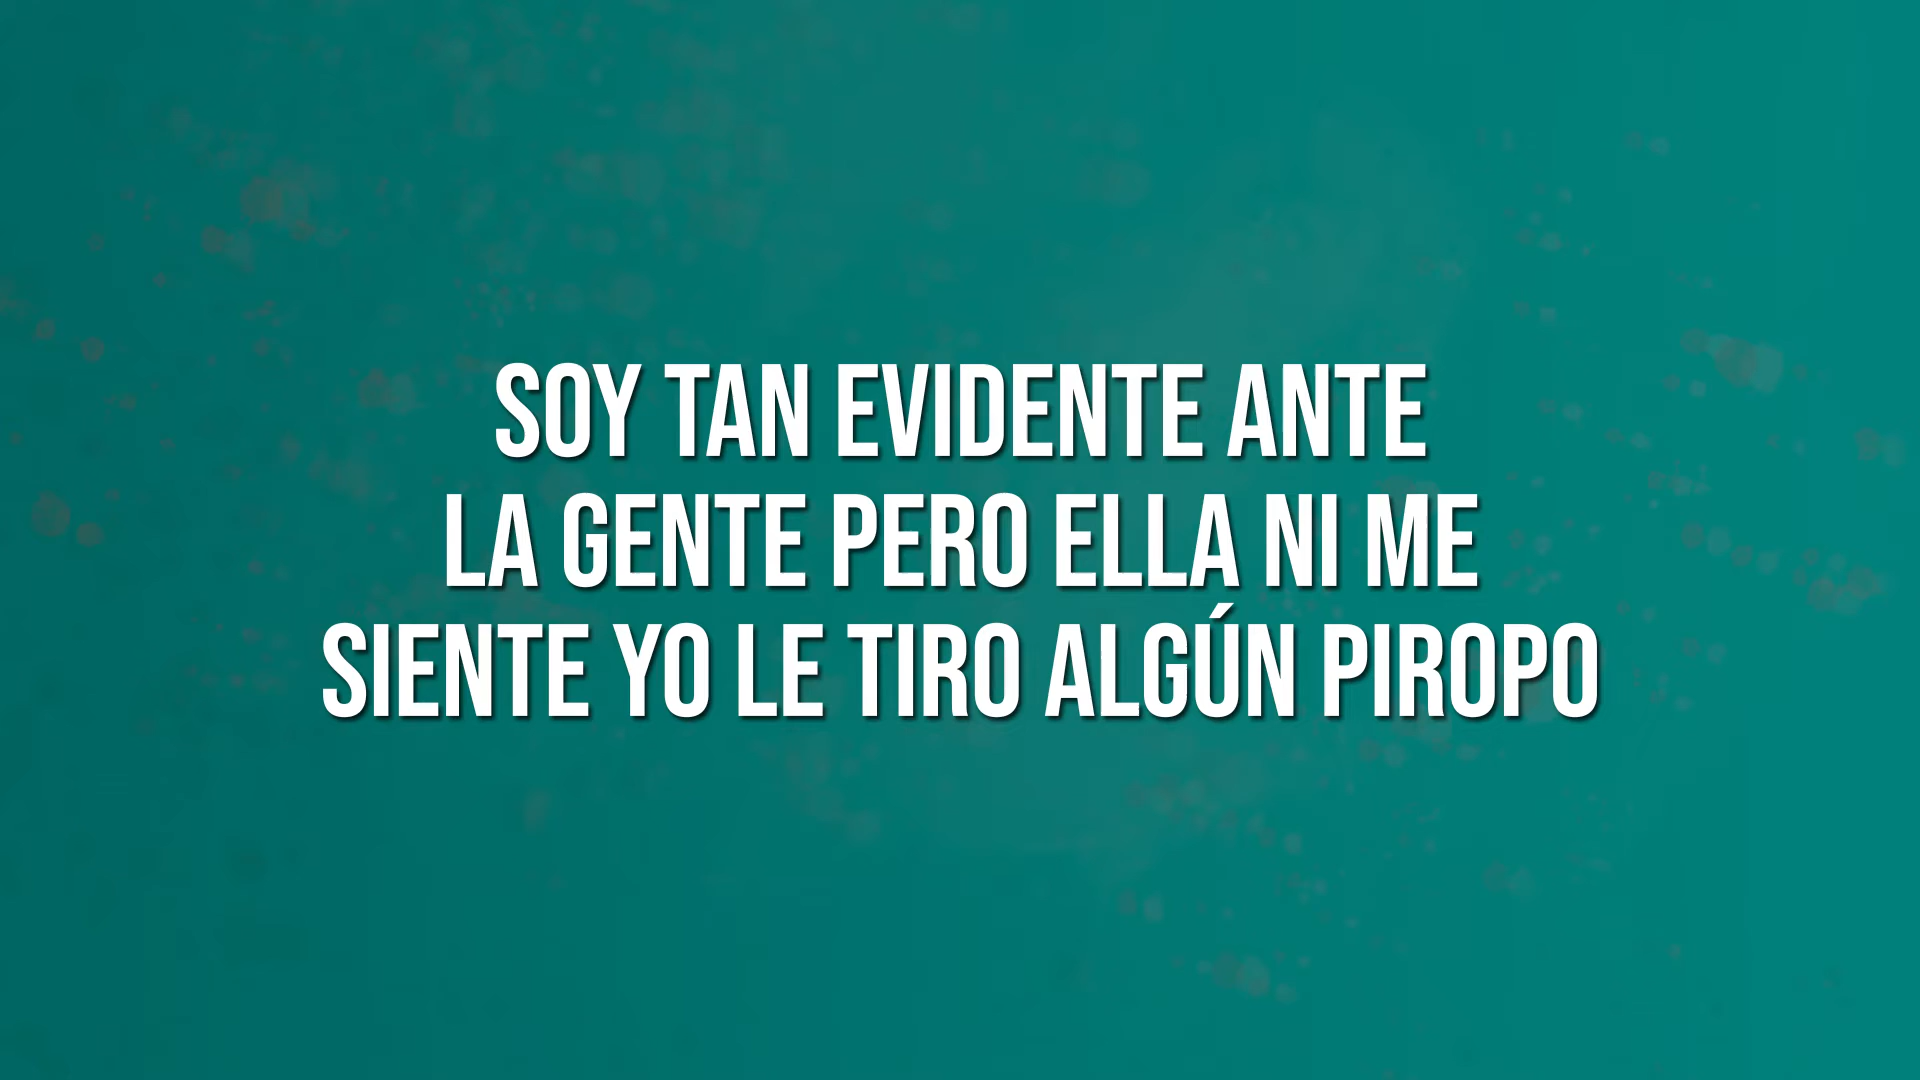 SOY TAN EVIDENTE ANTE
LA GENTE PERO ELLA NI ME
SIENTE YO LE TIRO ALGÚN PIROPO